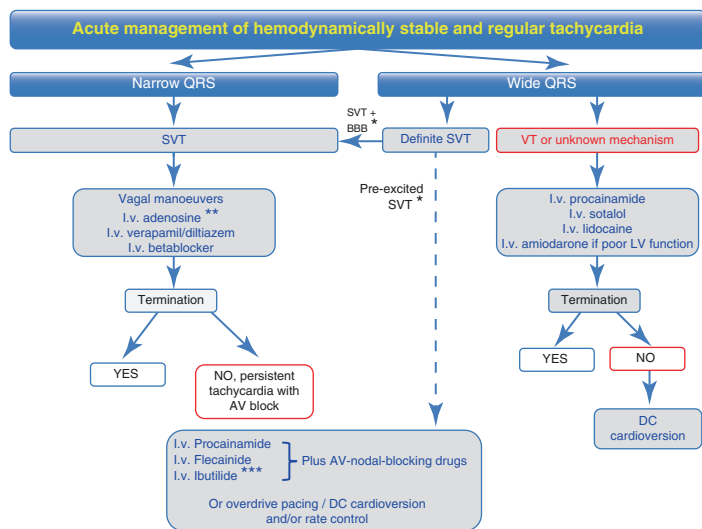 Acute management of hemodynamically stable and regular tachycardia
Narrow QRS
Wide QRS
SVT +
BBB *
SVT
Definite SVT
VT or unknown mechanism
Pre-excited
SVT *
Vagal manoeuvers
I.v. adenosine **
I.v. verapamil/diltiazem
I.v. betablocker
I.v. procainamide
I.v. sotalol
I.v. lidocaine
I.v. amiodarone if poor LV function
Termination
Termination
YES
NO, persistent
tachycardia with
AV block
YES
NO
DC
cardioversion
I.v. Procainamide
I.v. Flecainide
I.v. Ibutilide ***
Plus AV-nodal-blocking drugs
Or overdrive pacing / DC cardioversion
and/or rate control